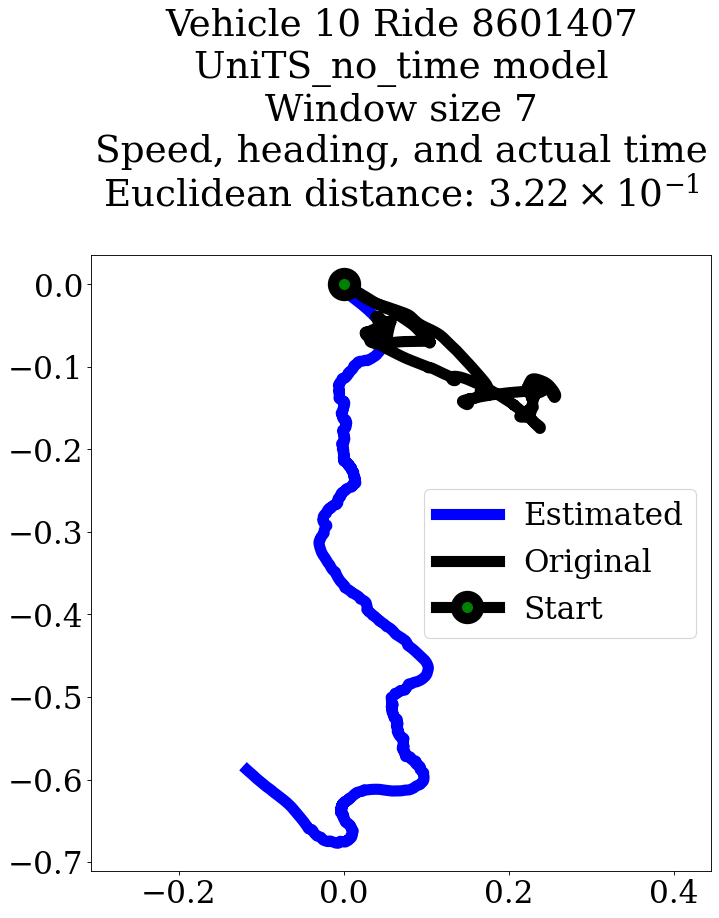 Vehicle 10 Ride 8601407
UniTS_no_time model
Window size 7
Speed, heading, and actual time
Euclidean distance: 3.22 × 10⁻¹
0.0
−0.1
−0.2
−0.3
−0.4
−0.5
−0.6
−0.7
Estimated
Original
Start
−0.2 0.0 0.2 0.4